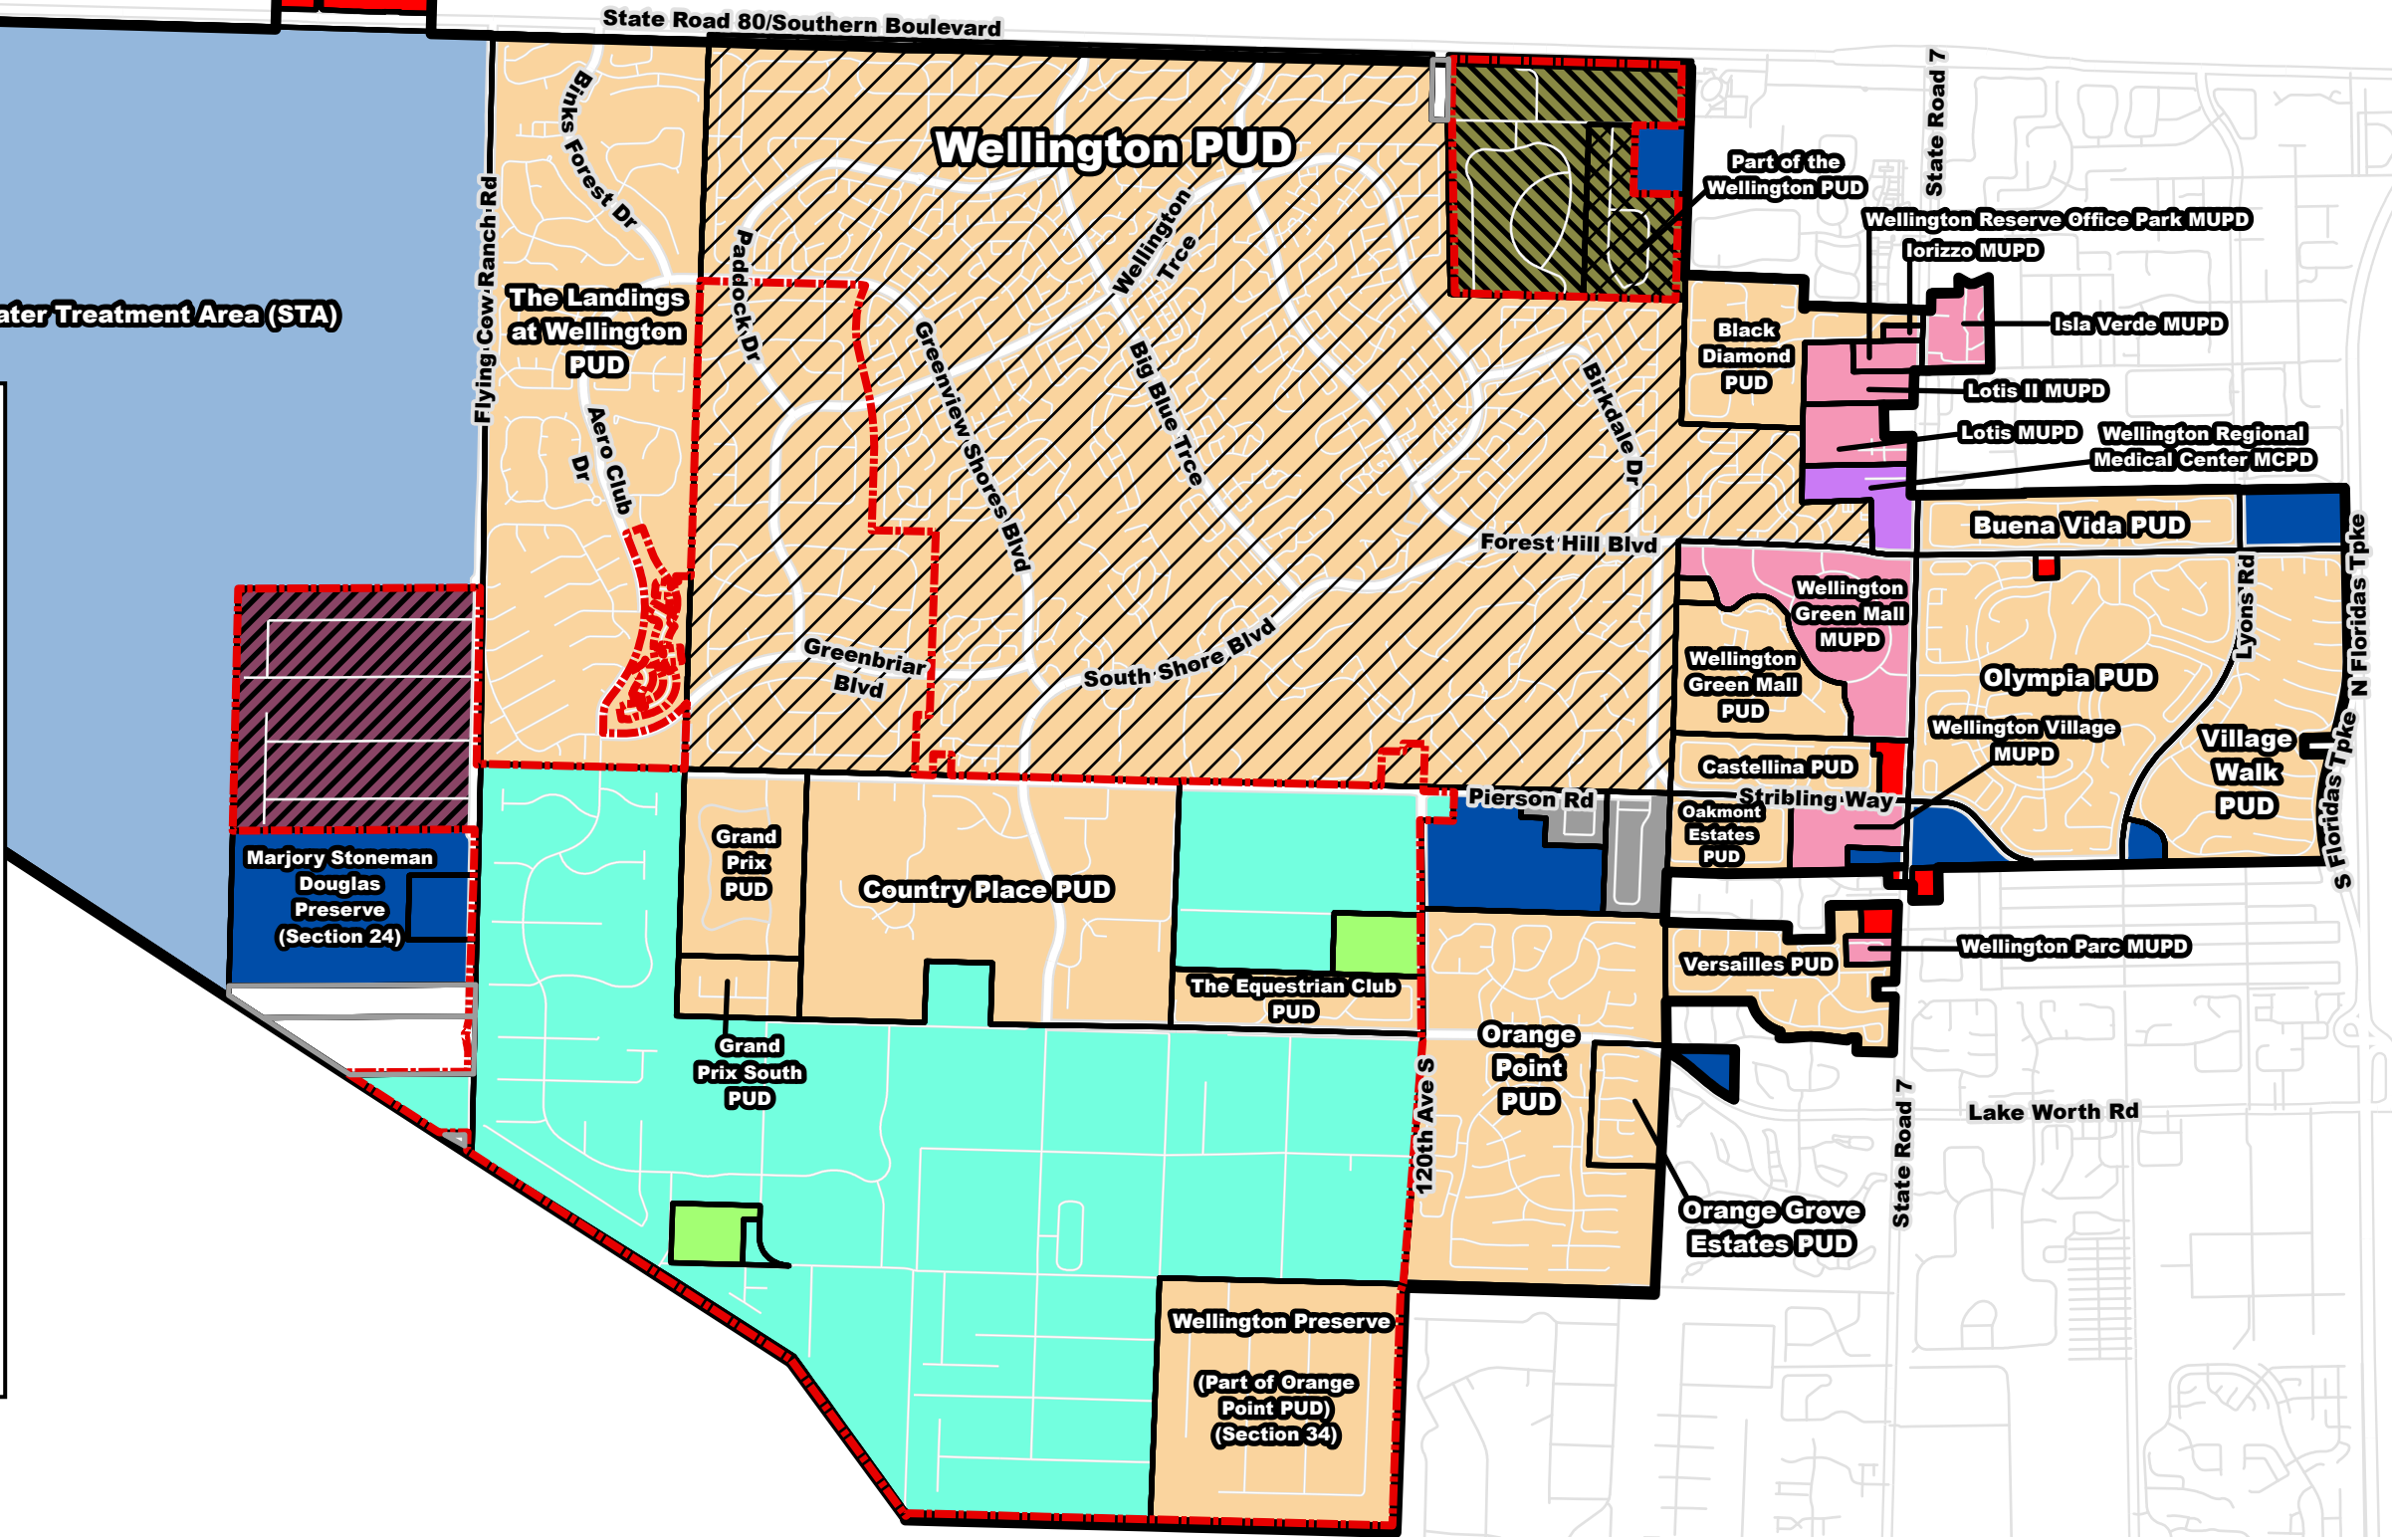 State Road 80/Southern Boulevard
Binks Forest Dr
State Road 7
Wellington PUD
Part of the
Wellington PUD
Wellington Reserve Office Park MUPD
Iorizzo MUPD
Flying Cow Ranch Rd
Paddock Dr
Wellington
Trce
ater Treatment Area (STA)
The Landings
at Wellington
PUD
Greenview Shores Blvd
Big Blue Trce
Birkdale Dr
Black
Diamond
PUD
Isla Verde MUPD
Lotis II MUPD
Lotis MUPD
Wellington Regional
Medical Center MCPD
Aero Club
Dr
Buena Vida PUD
Forest Hill Blvd
N Floridas Tpke
Lyons Rd
Wellington
Green Mall
MUPD
Greenbriar
Blvd
South Shore Blvd
Wellington
Green Mall
PUD
Olympia PUD
Wellington Village
MUPD
Village
Walk
PUD
Castellina PUD
S Floridas Tpke
Pierson Rd
Stribling Way
Oakmont
Estates
PUD
Grand
Prix
PUD
Marjory Stoneman
Douglas
Preserve
(Section 24)
Country Place PUD
Wellington Parc MUPD
Versailles PUD
The Equestrian Club
PUD
Orange
Point
PUD
Grand
Prix South
PUD
120th Ave S
State Road 7
Lake Worth Rd
Orange Grove
Estates PUD
Wellington Preserve
(Part of Orange
Point PUD)
(Section 34)